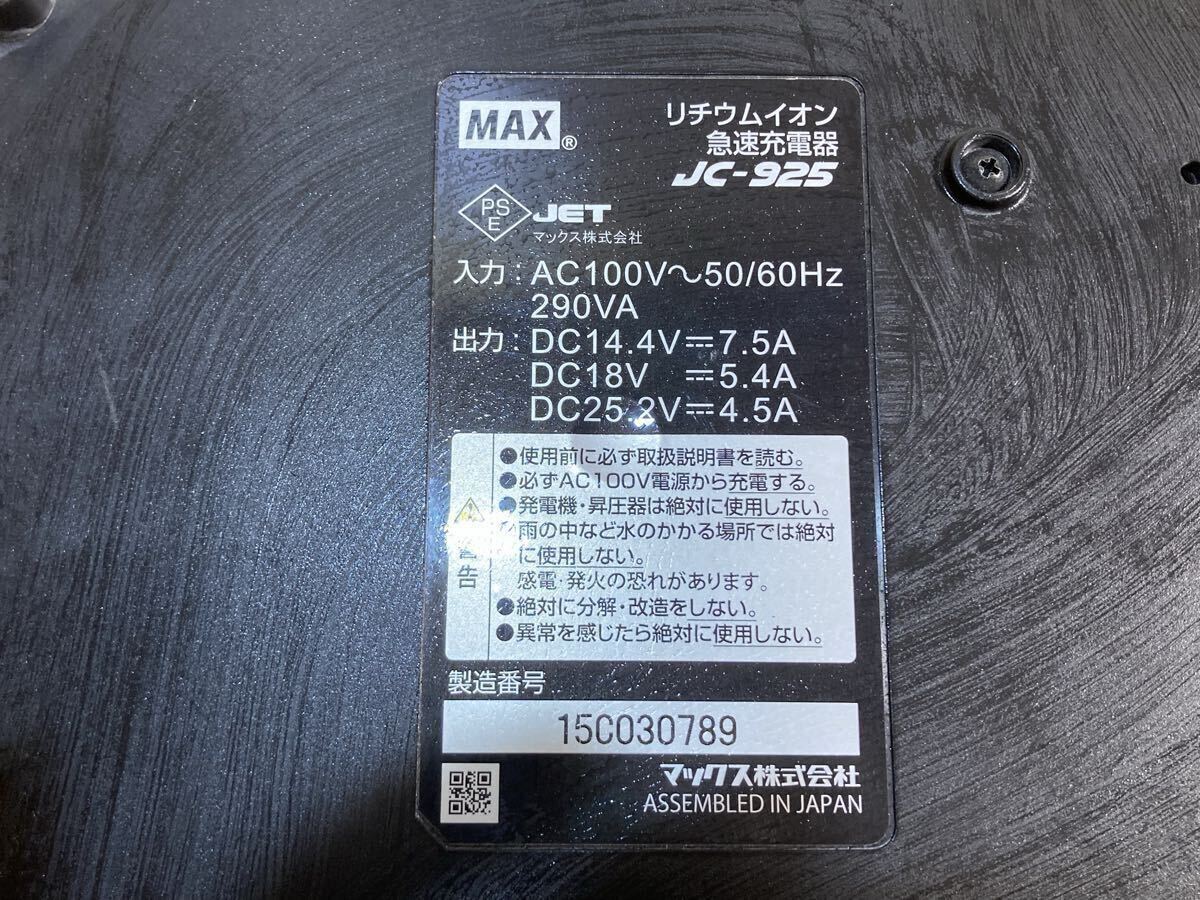 MAX®
リチウムイオン
急速充電器
JC-925
PS
E
JET
マックス株式会社
入力：AC100V～50/60Hz
290VA
出力：DC14.4V⎓7.5A
DC18V ⎓5.4A
DC25.2V⎓4.5A
警告
●使用前に必ず取扱説明書を読む。
●必ずAC100V電源から充電する。
●発電機・昇圧器は絶対に使用しない。
●雨の中など水のかかる場所では絶対
に使用しない。
感電・発火の恐れがあります。
●絶対に分解・改造をしない。
●異常を感じたら絶対に使用しない。
製造番号
15C030789
マックス株式会社
ASSEMBLED IN JAPAN